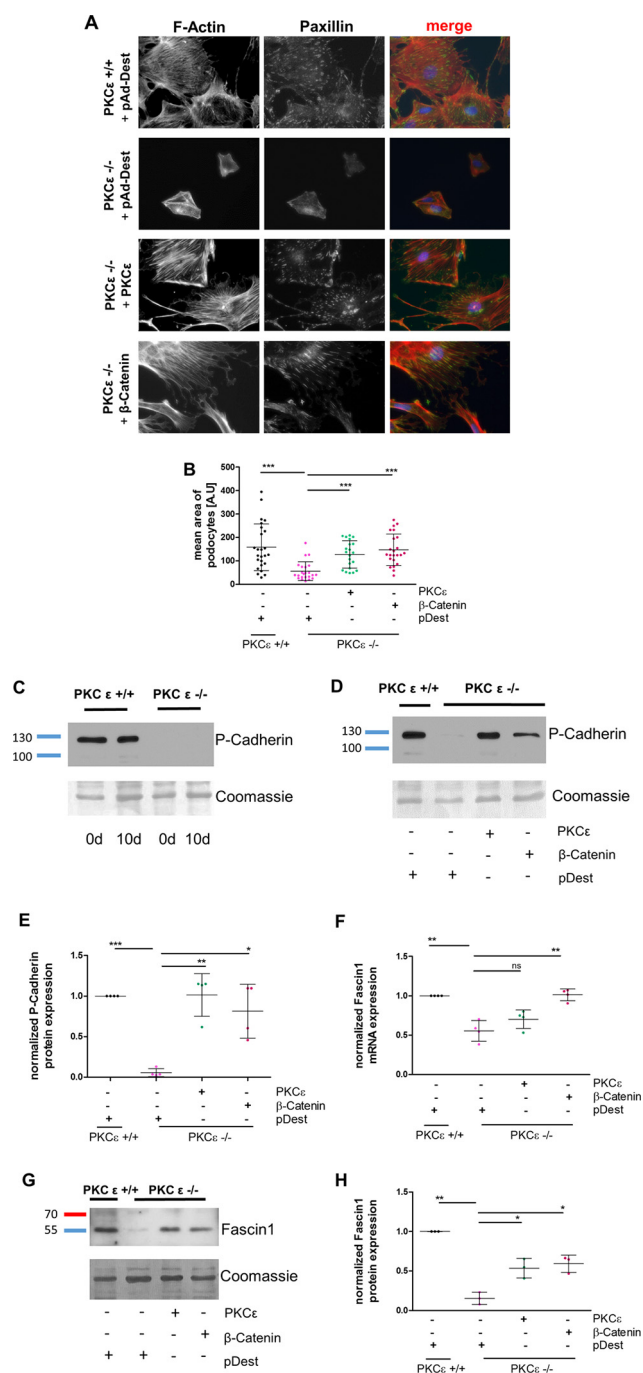 A
F-Actin Paxillin merge
PKCε +/+
+ pAd-Dest
PKCε -/-
+ pAd-Dest
PKCε -/-
+ PKCε
PKCε -/-
+ β-Catenin
B
mean area of
podocytes [A.U]
500
400
300
200
100
0
*** *** ***
- - + - PKCε
- - - + β-Catenin
+ + - - pDest
PKCε +/+ PKCε -/-
C
PKC ε +/+ PKC ε -/-
130
100
P-Cadherin
Coomassie
0d 10d 0d 10d
D
PKC ε +/+ PKC ε -/-
130
100
P-Cadherin
Coomassie
- - + - PKCε
- - - + β-Catenin
+ + - - pDest
E
normalized P-Cadherin
protein expression
1.5
1.0
0.5
0.0
*** ** *
- - + - PKCε
- - - + β-Catenin
+ + - - pDest
PKCε +/+ PKCε -/-
F
normalized Fascin1
mRNA expression
1.5
1.0
0.5
0.0
** ns **
- - + - PKCε
- - - + β-Catenin
+ + - - pDest
PKCε +/+ PKCε -/-
G
PKC ε +/+ PKC ε -/-
70
55
Fascin1
Coomassie
- - + - PKCε
- - - + β-Catenin
+ + - - pDest
H
normalized Fascin1
protein expression
1.5
1.0
0.5
0.0
** * *
- - + - PKCε
- - - + β-Catenin
+ + - - pDest
PKCε +/+ PKCε -/-